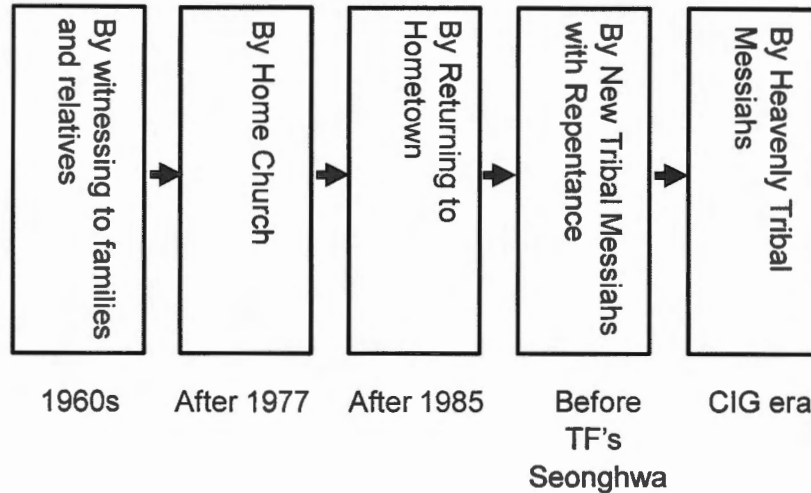 By witnessing to families
and relatives
By Home Church
By Returning to
Hometown
By New Tribal Messiahs
with Repentance
By Heavenly Tribal
Messiahs
1960s
After 1977
After 1985
Before
TF's
Seonghwa
CIG era